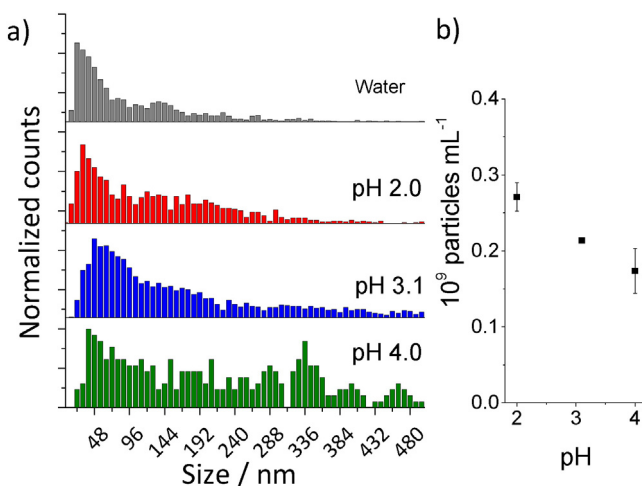 a)
Normalized counts
Water
pH 2.0
pH 3.1
pH 4.0
48 96 144 192 240 288 336 384 432 480
Size / nm
b)
10⁹ particles mL⁻¹
0.4
0.3
0.2
0.1
0.0
2 3 4
pH